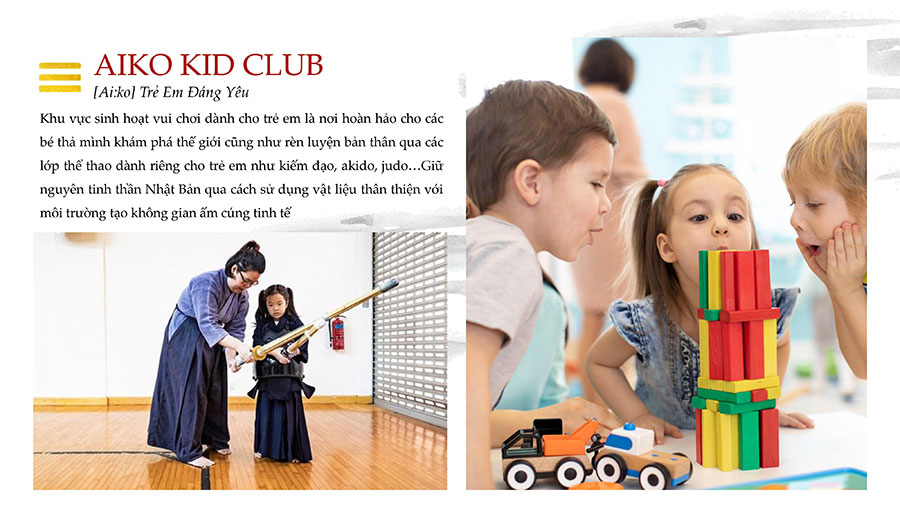 AIKO KID CLUB
[Ai:ko] Trẻ Em Đáng Yêu
Khu vực sinh hoạt vui chơi dành cho trẻ em là nơi hoàn hảo cho các
bé thả mình khám phá thế giới cũng như rèn luyện bản thân qua các
lớp thể thao dành riêng cho trẻ em như kiếm đạo, akido, judo…Giữ
nguyên tinh thần Nhật Bản qua cách sử dụng vật liệu thân thiện với
môi trường tạo không gian ấm cúng tinh tế